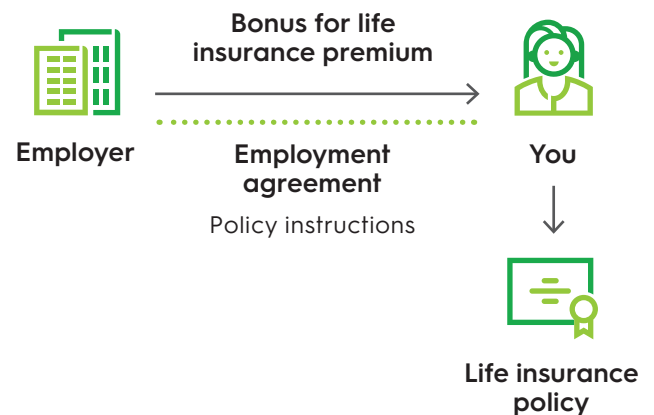 Bonus for life
insurance premium
Employer
Employment
agreement
Policy instructions
You
Life insurance
policy